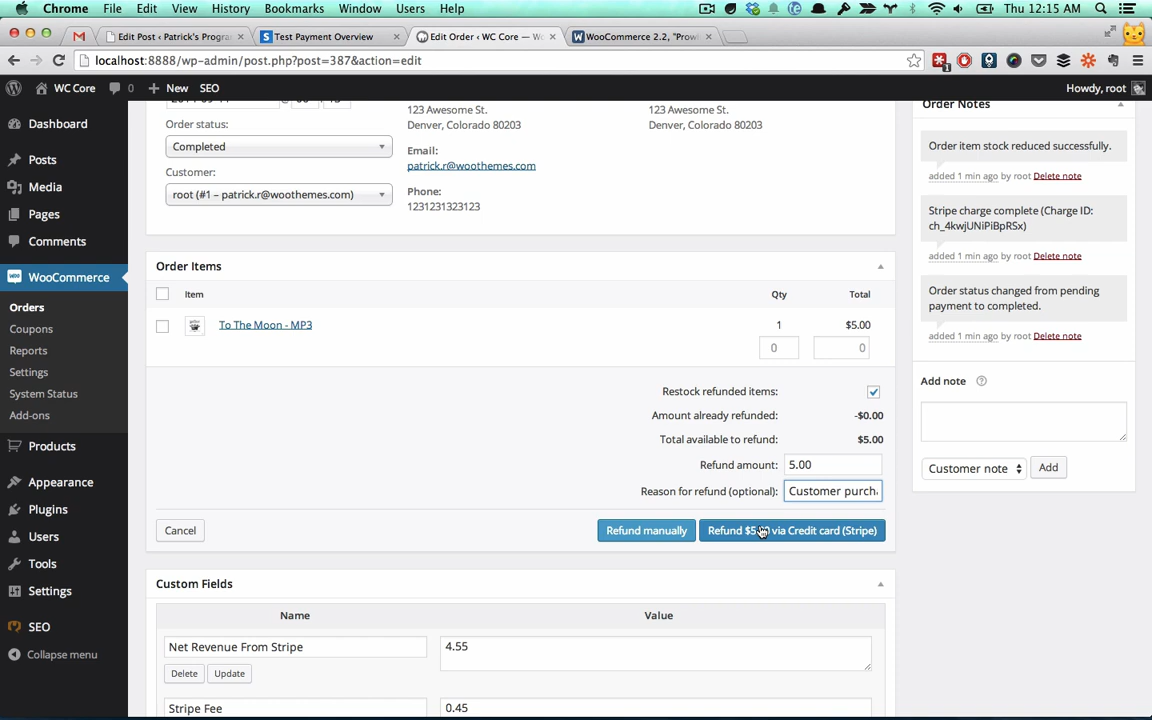 Chrome File Edit View History Bookmarks Window Users Help Thu 12:15 AM
Edit Post ‹ Patrick's Progra
Test Payment Overview
Edit Order ‹ WC Core — W
WooCommerce 2.2, "Prow
localhost:8888/wp-admin/post.php?post=387&action=edit
1
WC Core 0 New SEO
Howdy, root
Dashboard
Posts
Media
Pages
Comments
WooCommerce
Orders
Coupons
Reports
Settings
System Status
Add-ons
Products
Appearance
Plugins
Users
Tools
Settings
SEO
Collapse menu
@
Order status:
Completed
Customer:
root (#1 – patrick.r@woothemes.com)
123 Awesome St.
Denver, Colorado 80203
Email:
patrick.r@woothemes.com
Phone:
1231231323123
123 Awesome St.
Denver, Colorado 80203
Order Items
Item Qty Total
To The Moon - MP3 1 $5.00
0 0
Restock refunded items:
Amount already refunded: -$0.00
Total available to refund: $5.00
Refund amount: 5.00
Reason for refund (optional): Customer purch
Cancel Refund manually Refund $5.00 via Credit card (Stripe)
Custom Fields
Name Value
Net Revenue From Stripe 4.55
Delete Update
Stripe Fee 0.45
Order Notes
Order item stock reduced successfully.
added 1 min ago by root Delete note
Stripe charge complete (Charge ID:
ch_4kwjUNiPiBpRSx)
added 1 min ago by root Delete note
Order status changed from pending
payment to completed.
added 1 min ago by root Delete note
Add note ?
Customer note Add